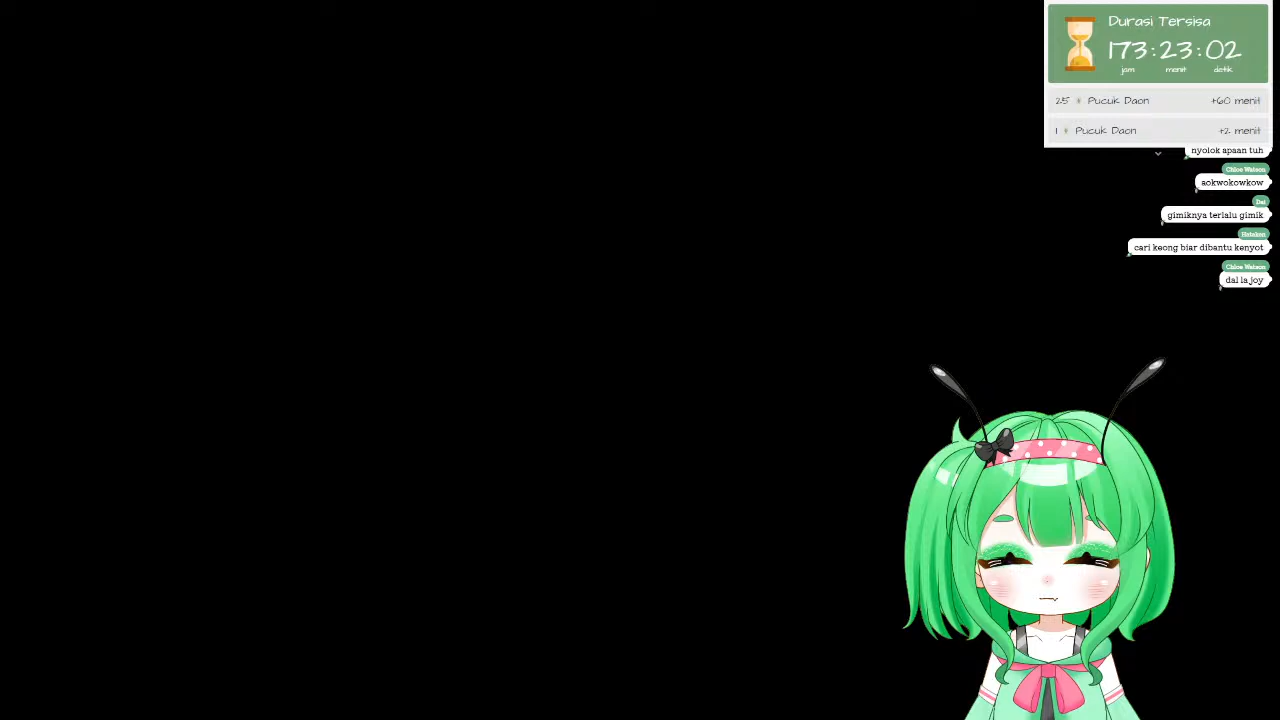 Durasi Tersisa
173:23:02
jam menit detik
25 Pucuk Daon +60 menit
1 Pucuk Daon +2 menit
nyolok apaan tuh
Chloe Watson
aokwokowkow
Dai
gimiknya terlalu gimik
cari keong biar dibantu kenyot
Chloe Watson
dal la joy